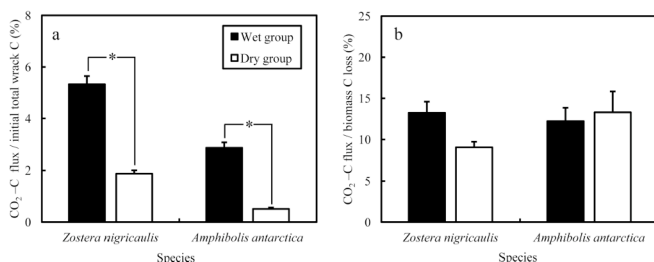 a
Wet group
Dry group
*
*
CO₂ –C flux / initial total wrack C (%)
8
6
4
2
0
Zostera nigricaulis
Amphibolis antarctica
Species
b
CO₂ –C flux / biomass C loss (%)
25
20
15
10
5
0
Zostera nigricaulis
Amphibolis antarctica
Species